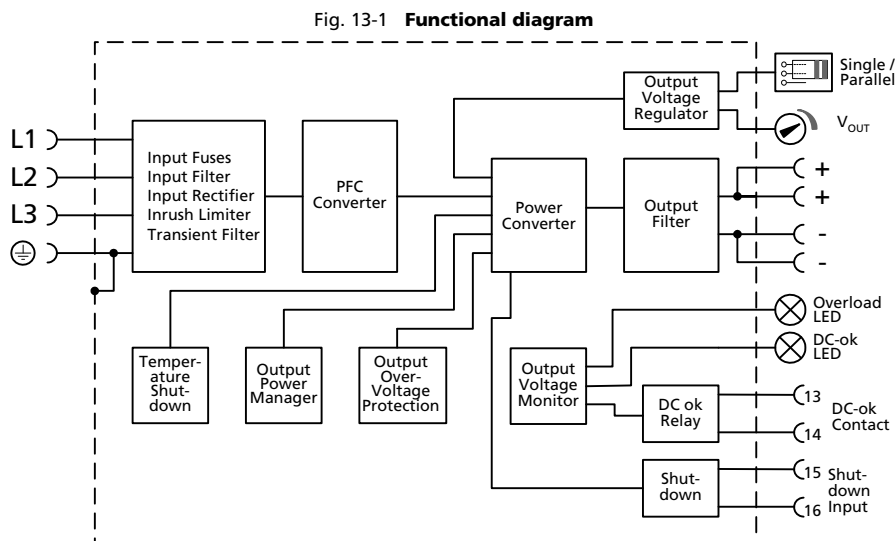 Fig. 13-1 Functional diagram
Single /
Parallel
Output
Voltage
Regulator
V_OUT
L1
L2
L3
Input Fuses
Input Filter
Input Rectifier
Inrush Limiter
Transient Filter
PFC
Converter
Power
Converter
Output
Filter
+
+
-
-
Temper-
ature
Shut-
down
Output
Power
Manager
Output
Over-
Voltage
Protection
Output
Voltage
Monitor
Overload
LED
DC-ok
LED
DC ok
Relay
13
14
DC-ok
Contact
Shut-
down
15
16
Shut-
down
Input